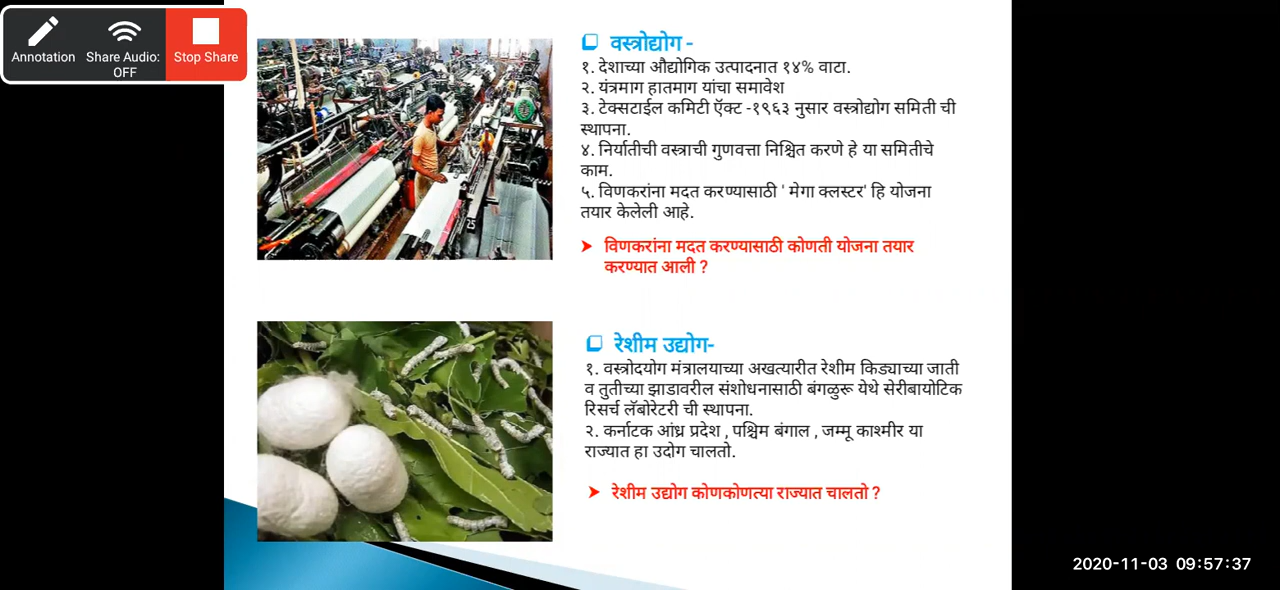 Annotation
Share Audio:
OFF
Stop Share
वस्त्रोद्योग -
१. देशाच्या औद्योगिक उत्पादनात १४% वाटा.
२. यंत्रमाग हातमाग यांचा समावेश
३. टेक्सटाईल कमिटी ऍक्ट -१९६३ नुसार वस्त्रोद्योग समिती ची
स्थापना.
४. निर्यातीची वस्त्राची गुणवत्ता निश्चित करणे हे या समितीचे
काम.
५. विणकरांना मदत करण्यासाठी ' मेगा क्लस्टर' हि योजना
तयार केलेली आहे.
विणकरांना मदत करण्यासाठी कोणती योजना तयार
करण्यात आली ?
रेशीम उद्योग-
१. वस्त्रोदयोग मंत्रालयाच्या अखत्यारीत रेशीम किड्याच्या जाती
व तुतीच्या झाडावरील संशोधनासाठी बंगळुरू येथे सेरीबायोटिक
रिसर्च लॅबोरेटरी ची स्थापना.
२. कर्नाटक आंध्र प्रदेश , पश्चिम बंगाल , जम्मू काश्मीर या
राज्यात हा उदोग चालतो.
रेशीम उद्योग कोणकोणत्या राज्यात चालतो ?
2020-11-03 09:57:37